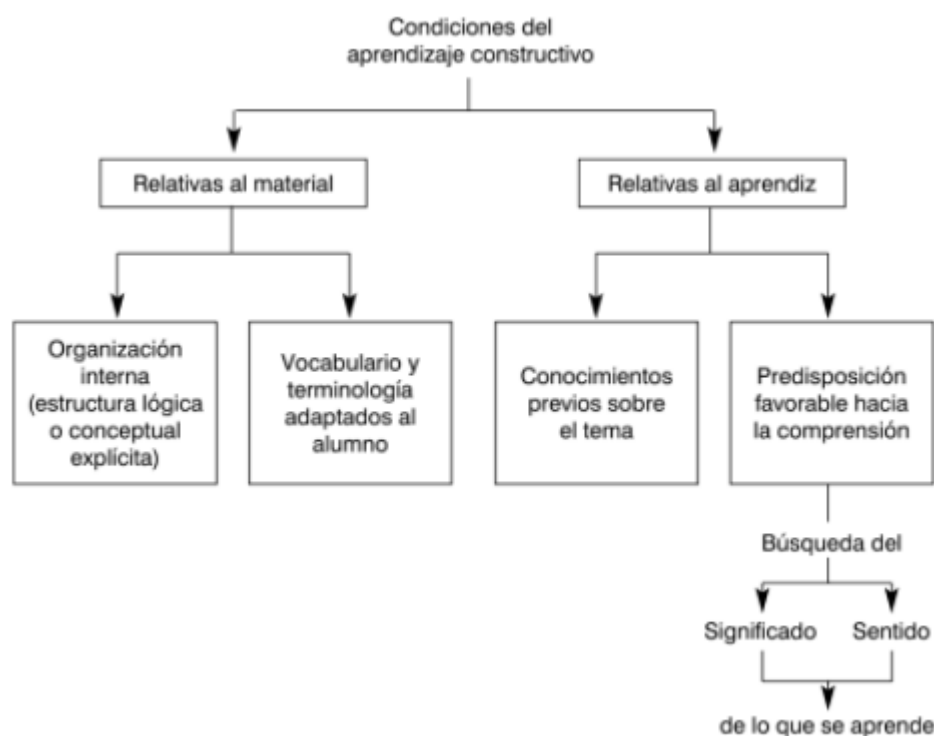 Condiciones del
aprendizaje constructivo
Relativas al material
Relativas al aprendiz
Organización
interna
(estructura lógica
o conceptual
explícita)
Vocabulario y
terminología
adaptados al
alumno
Conocimientos
previos sobre
el tema
Predisposición
favorable hacia
la comprensión
Búsqueda del
Significado
Sentido
de lo que se aprende